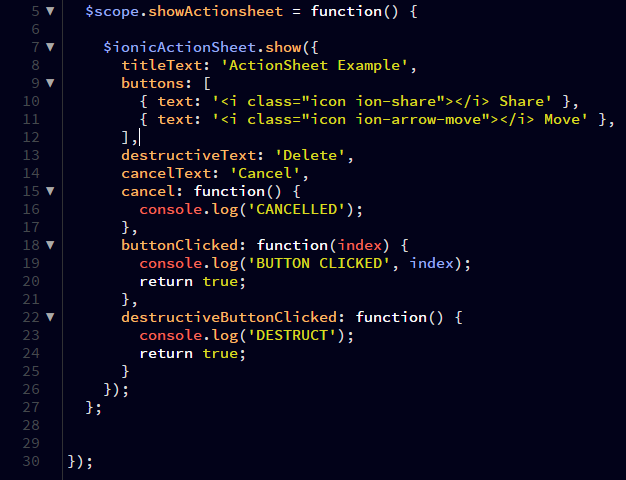 5 ▼ $scope.showActionsheet = function() {
6
7 ▼ $ionicActionSheet.show({
8 titleText: 'ActionSheet Example',
9 ▼ buttons: [
10 { text: '<i class="icon ion-share"></i> Share' },
11 { text: '<i class="icon ion-arrow-move"></i> Move' },
12 ],
13 destructiveText: 'Delete',
14 cancelText: 'Cancel',
15 ▼ cancel: function() {
16 console.log('CANCELLED');
17 },
18 ▼ buttonClicked: function(index) {
19 console.log('BUTTON CLICKED', index);
20 return true;
21 },
22 ▼ destructiveButtonClicked: function() {
23 console.log('DESTRUCT');
24 return true;
25 }
26 });
27 };
28
29
30 });